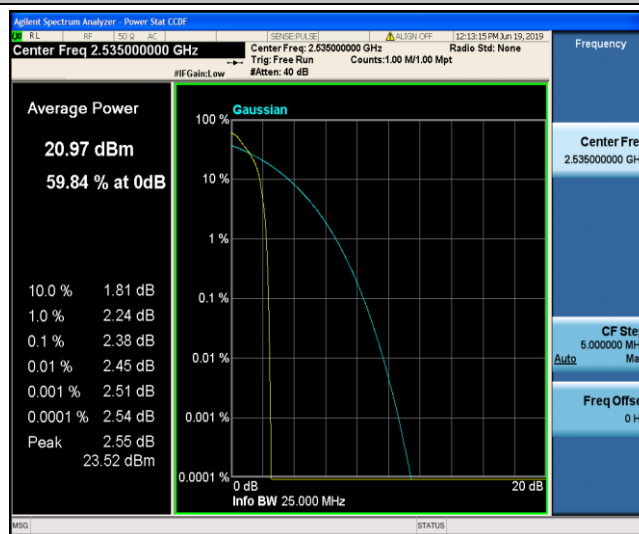 Agilent Spectrum Analyzer - Power Stat CCDF
RL RF 50 Ω AC SENSE:PULSE ALIGN OFF 12:13:15 PM Jun 19, 2019
Center Freq 2.535000000 GHz
Center Freq: 2.535000000 GHz Radio Std: None
Trig: Free Run Counts:1.00 M/1.00 Mpt
#IFGain:Low #Atten: 40 dB
Frequency
Average Power
20.97 dBm
59.84 % at 0dB
10.0 % 1.81 dB
1.0 % 2.24 dB
0.1 % 2.38 dB
0.01 % 2.45 dB
0.001 % 2.51 dB
0.0001 % 2.54 dB
Peak 2.55 dB
23.52 dBm
Gaussian
100 %
10 %
1 %
0.1 %
0.01 %
0.001 %
0.0001 %
0 dB 20 dB
Info BW 25.000 MHz
Center Fre
2.535000000 GH
CF Ste
5.000000 MH
Auto Ma
Freq Offse
0 H
MSG STATUS